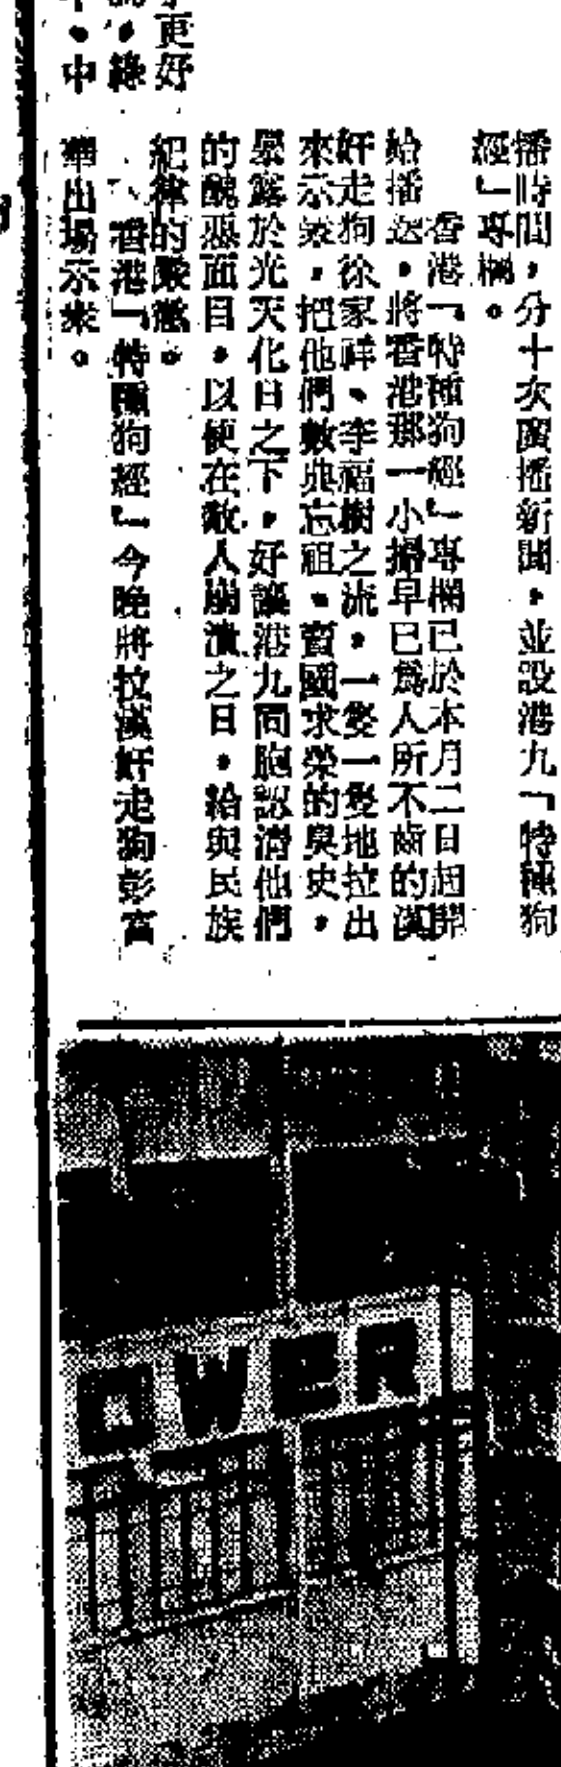 更好
綠
中
播時間，分十次廣播新聞，並設港九「特種狗
經」專欄。
香港「特種狗經」專欄已於本月二日起開
始播送，將香港那一小撮早已爲人所不齒的漢
奸走狗徐家祥、李福樹之流，一隻一隻地拉出
來示衆，把他們數典忘祖、賣國求榮的臭史，
暴露於光天化日之下，好讓港九同胞認清他們
的醜惡面目，以便在敵人崩潰之日，給與民族
紀律的嚴懲。
香港「特種狗經」今晚將拉漢奸走狗彭富
華出場示衆。
OWER